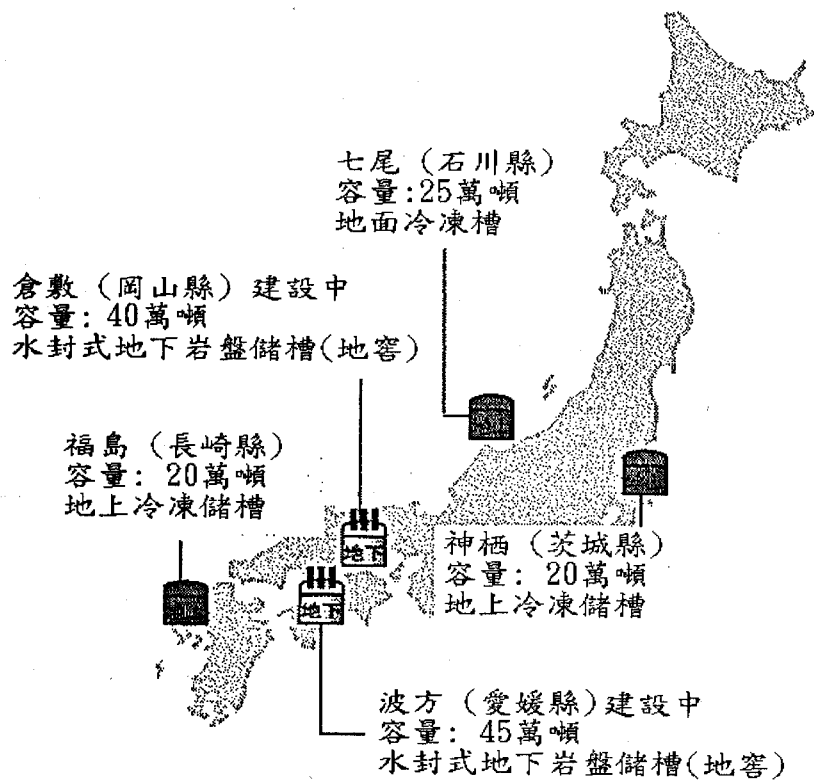 七尾（石川縣）
容量:25萬噸
地面冷凍槽
倉敷（岡山縣）建設中
容量: 40萬噸
水封式地下岩盤儲槽(地窖)
福島（長崎縣）
容量: 20萬噸
地上冷凍儲槽
地下
神栖（茨城縣）
容量: 20萬噸
地上冷凍儲槽
地下
波方（愛媛縣）建設中
容量: 45萬噸
水封式地下岩盤儲槽(地窖)